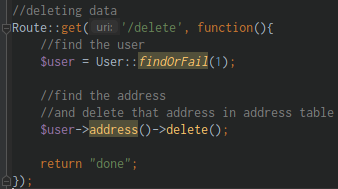 //deleting data
Route::get( uri: '/delete', function(){
//find the user
$user = User::findOrFail(1);
//find the address
//and delete that address in address table
$user->address()->delete();
return "done";
});